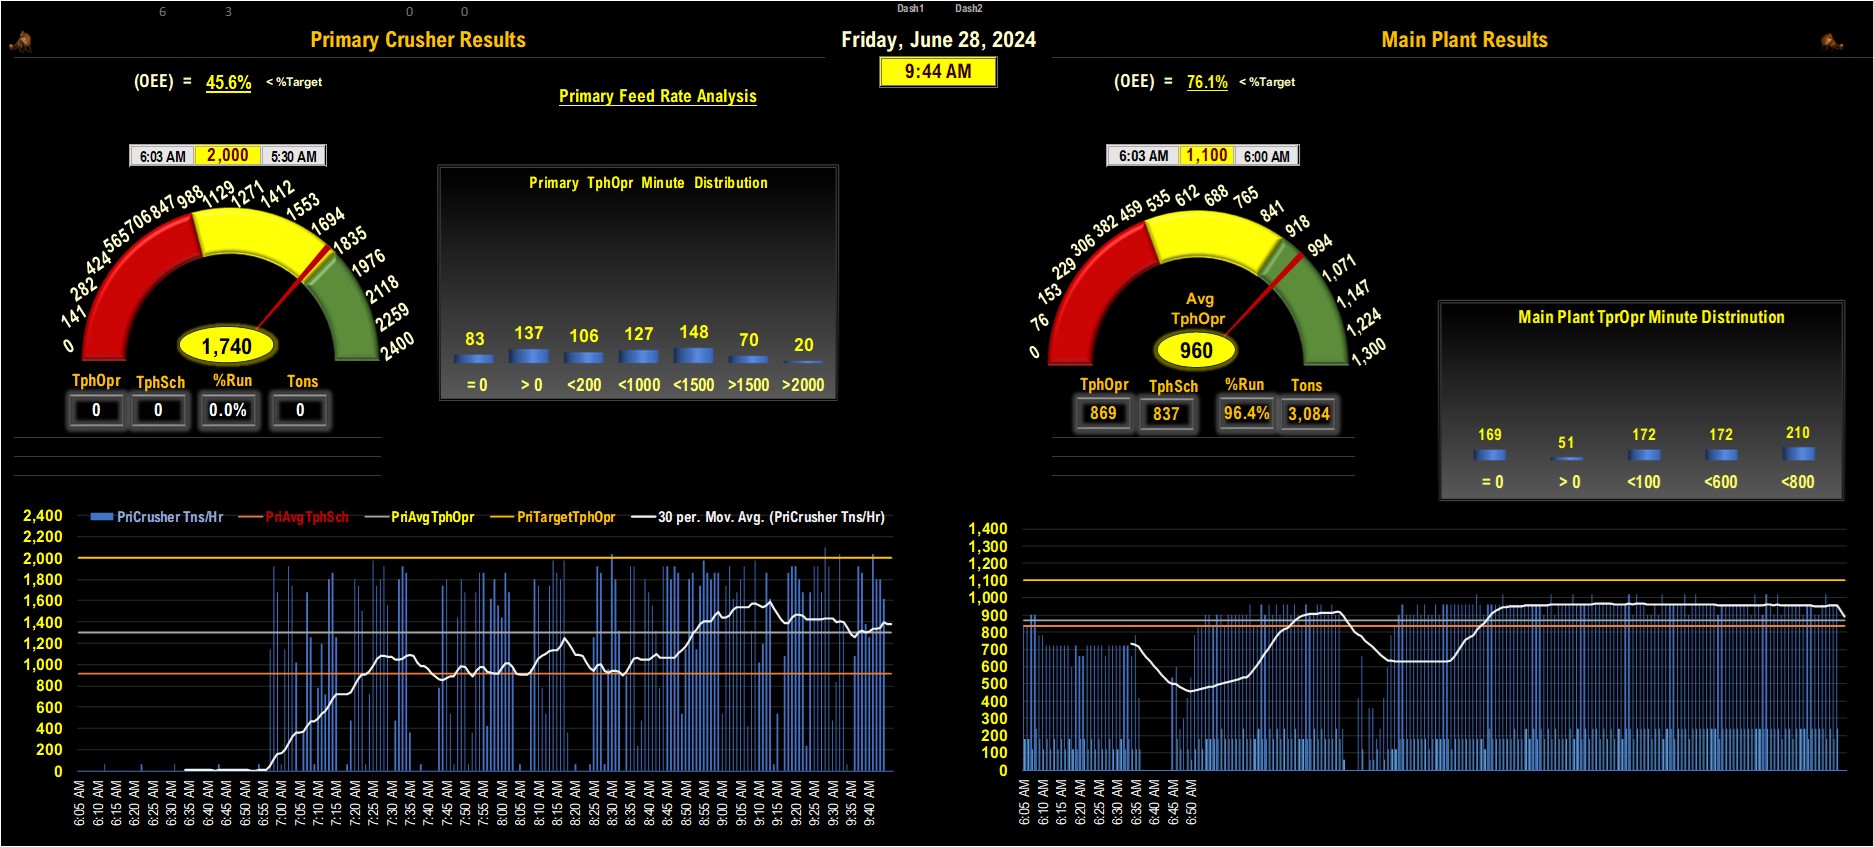 6 3 0 0 Dash1 Dash2
Primary Crusher Results
Friday, June 28, 2024
Main Plant Results
9:44 AM
(OEE) = 45.6% < %Target
Primary Feed Rate Analysis
(OEE) = 76.1% < %Target
6:03 AM 2,000 5:30 AM
0 141 282 424 565 706 847 988 1129 1271 1412 1553 1694 1835 1976 2118 2259 2400
1,740
TphOpr TphSch %Run Tons
0 0 0.0% 0
Primary TphOpr Minute Distribution
83 137 106 127 148 70 20
= 0 > 0 <200 <1000 <1500 >1500 >2000
6:03 AM 1,100 6:00 AM
0 76 153 229 306 382 459 535 612 688 765 841 918 994 1,071 1,147 1,224 1,300
Avg
TphOpr
960
TphOpr TphSch %Run Tons
869 837 96.4% 3,084
Main Plant TprOpr Minute Distrinution
169 51 172 172 210
= 0 > 0 <100 <600 <800
PriCrusher Tns/Hr PriAvgTphSch PriAvgTphOpr PriTargetTphOpr 30 per. Mov. Avg. (PriCrusher Tns/Hr)
2,400
2,200
2,000
1,800
1,600
1,400
1,200
1,000
800
600
400
200
0
6:05 AM 6:10 AM 6:15 AM 6:20 AM 6:25 AM 6:30 AM 6:35 AM 6:40 AM 6:45 AM 6:50 AM 6:55 AM 7:00 AM 7:05 AM 7:10 AM 7:15 AM 7:20 AM 7:25 AM 7:30 AM 7:35 AM 7:40 AM 7:45 AM 7:50 AM 7:55 AM 8:00 AM 8:05 AM 8:10 AM 8:15 AM 8:20 AM 8:25 AM 8:30 AM 8:35 AM 8:40 AM 8:45 AM 8:50 AM 8:55 AM 9:00 AM 9:05 AM 9:10 AM 9:15 AM 9:20 AM 9:25 AM 9:30 AM 9:35 AM 9:40 AM
1,400
1,300
1,200
1,100
1,000
900
800
700
600
500
400
300
200
100
0
6:05 AM 6:10 AM 6:15 AM 6:20 AM 6:25 AM 6:30 AM 6:35 AM 6:40 AM 6:45 AM 6:50 AM